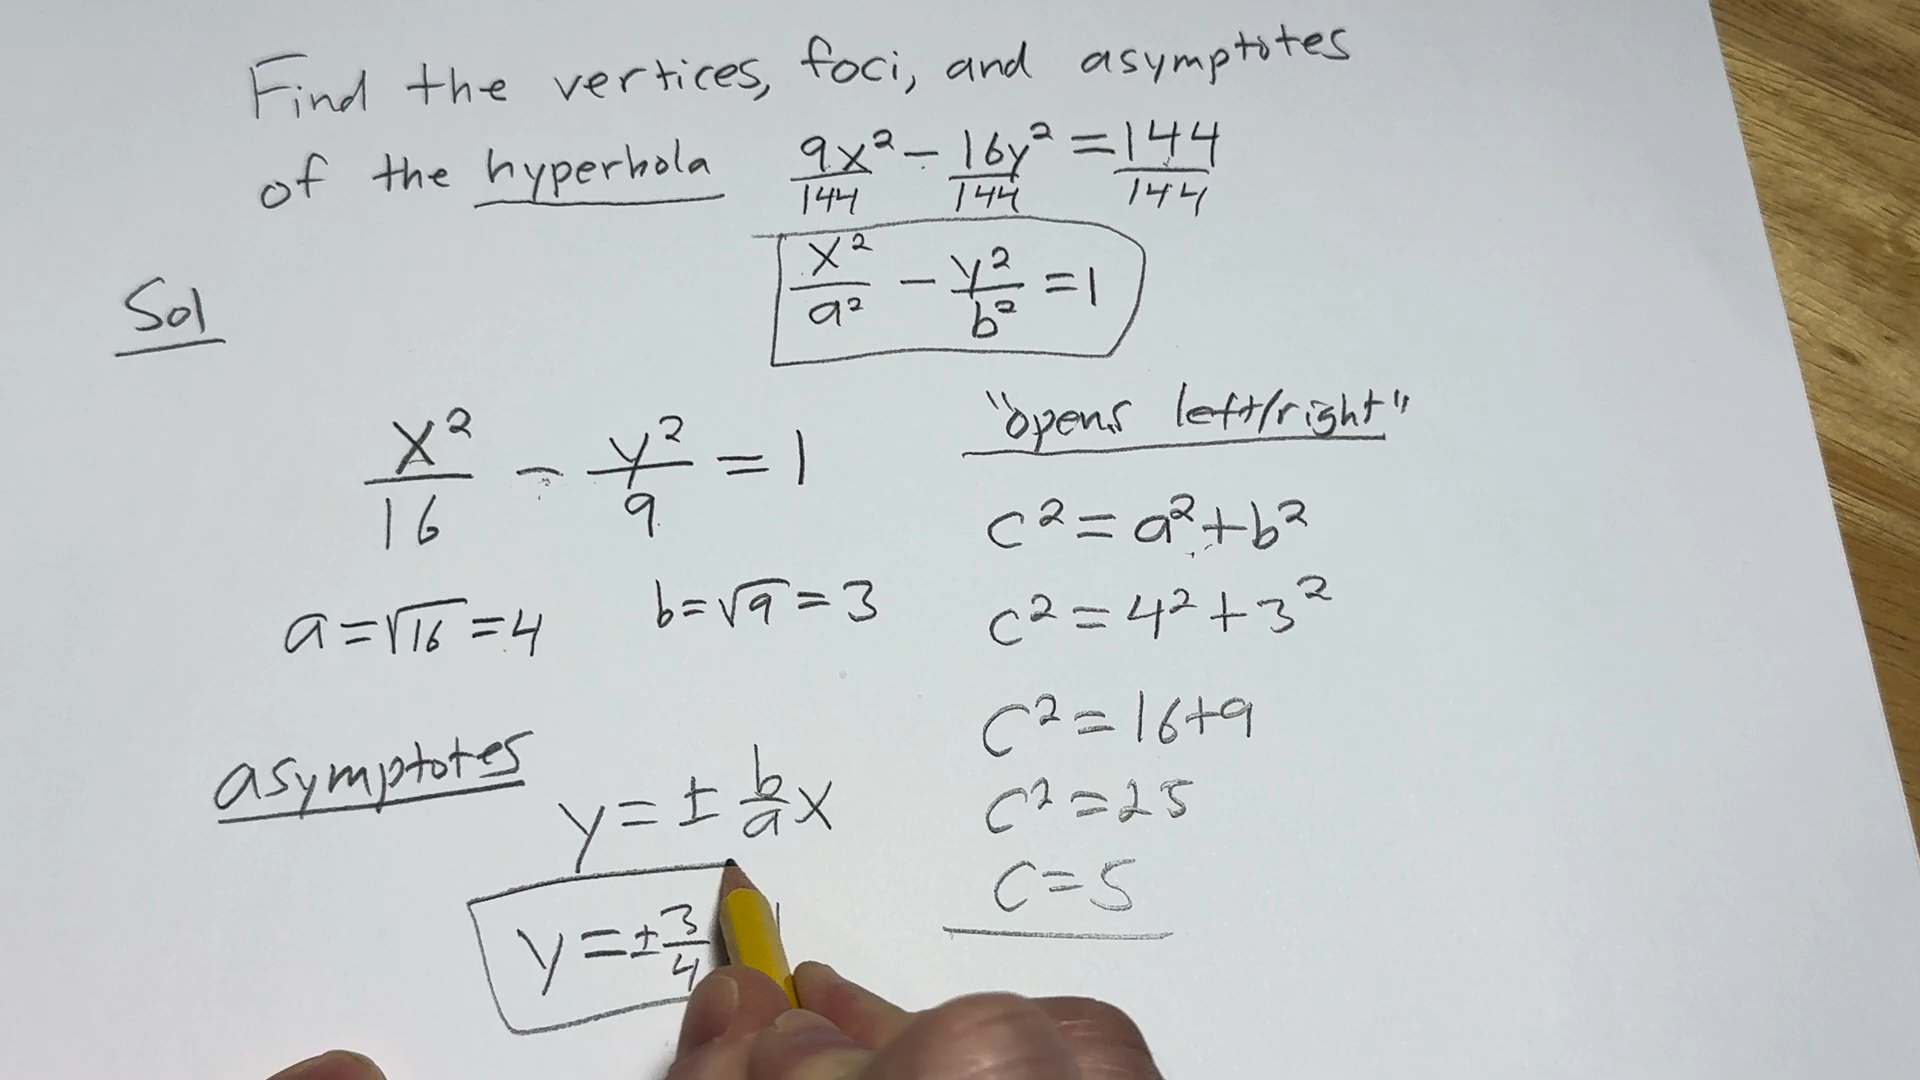 Find the vertices, foci, and asymptotes
of the hyperbola 9x²/144 − 16y²/144 = 144/144
x²/a² − y²/b² = 1
Sol
x²/16 − y²/9 = 1
a = √16 = 4 b = √9 = 3
asymptotes
y = ± b/a x
y = ± 3/4
"opens left/right"
c² = a² + b²
c² = 4² + 3²
c² = 16 + 9
c² = 25
c = 5